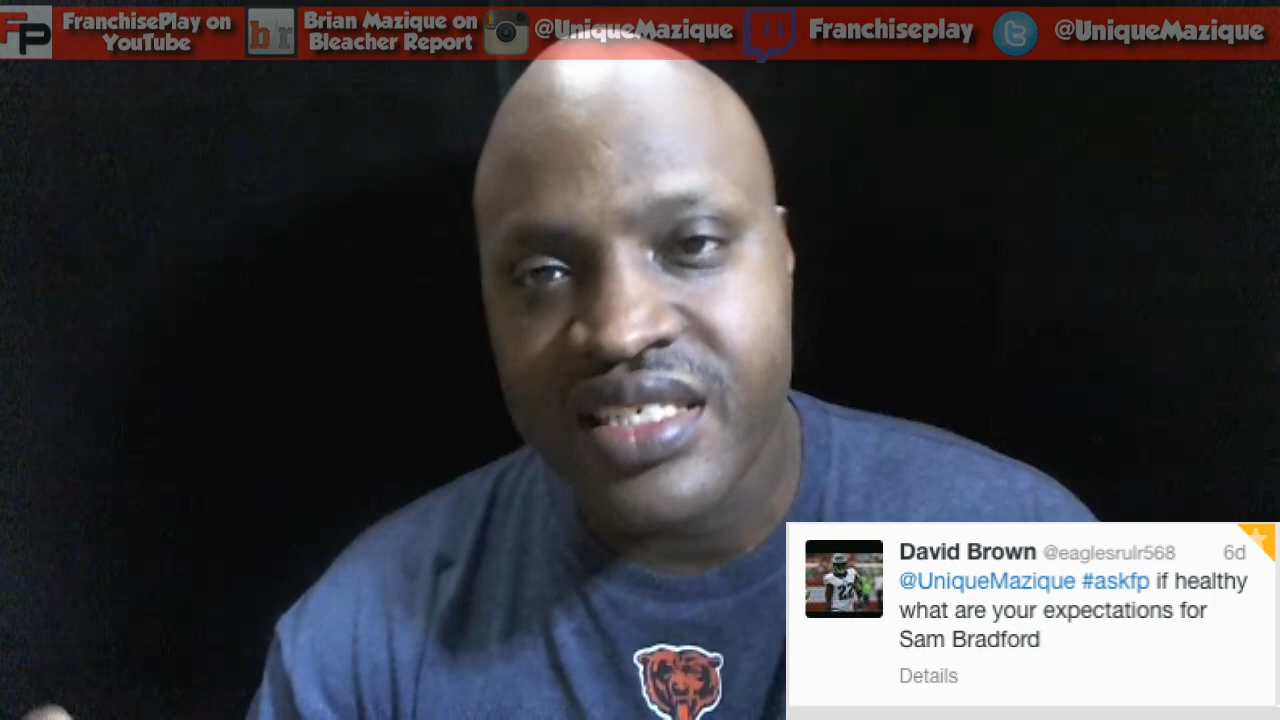 FP
FranchisePlay on
YouTube
br
Brian Mazique on
Bleacher Report
@UniqueMazique
Franchiseplay
@UniqueMazique
David Brown @eaglesrulr568 6d
@UniqueMazique #askfp if healthy
what are your expectations for
Sam Bradford
Details